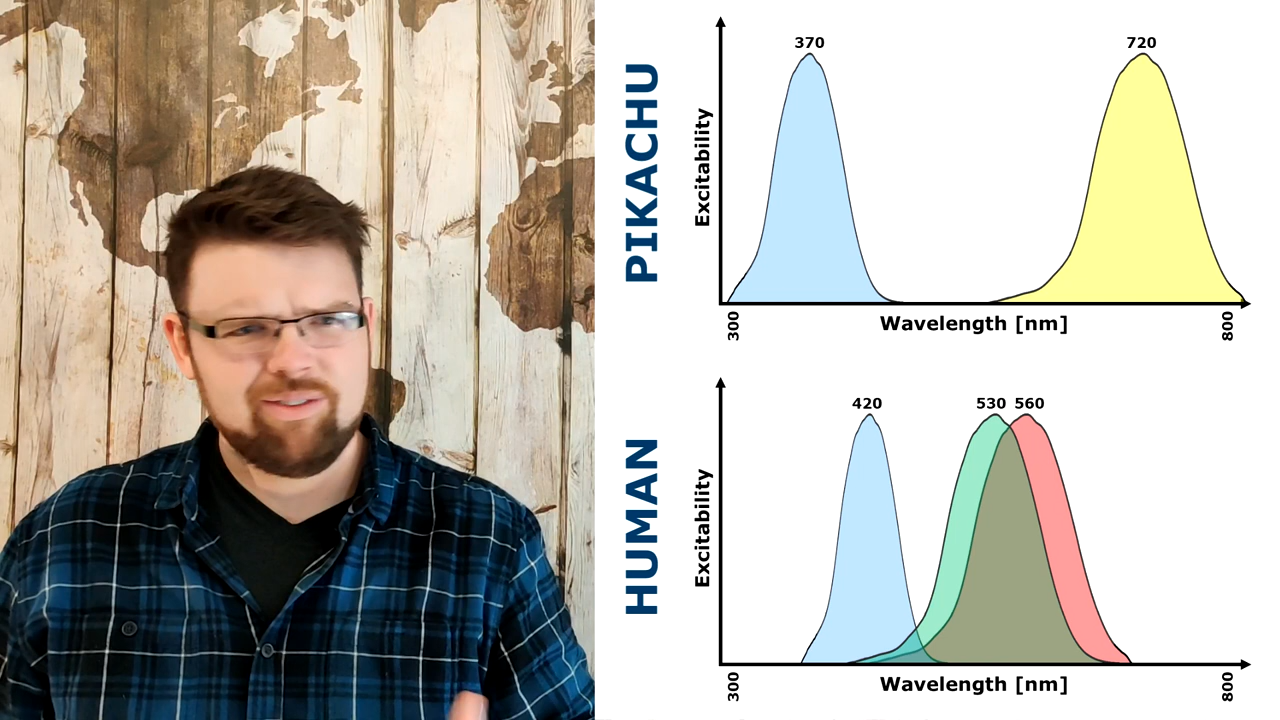 PIKACHU
Excitability
370
720
300
Wavelength [nm]
800
HUMAN
Excitability
420
530
560
300
Wavelength [nm]
800